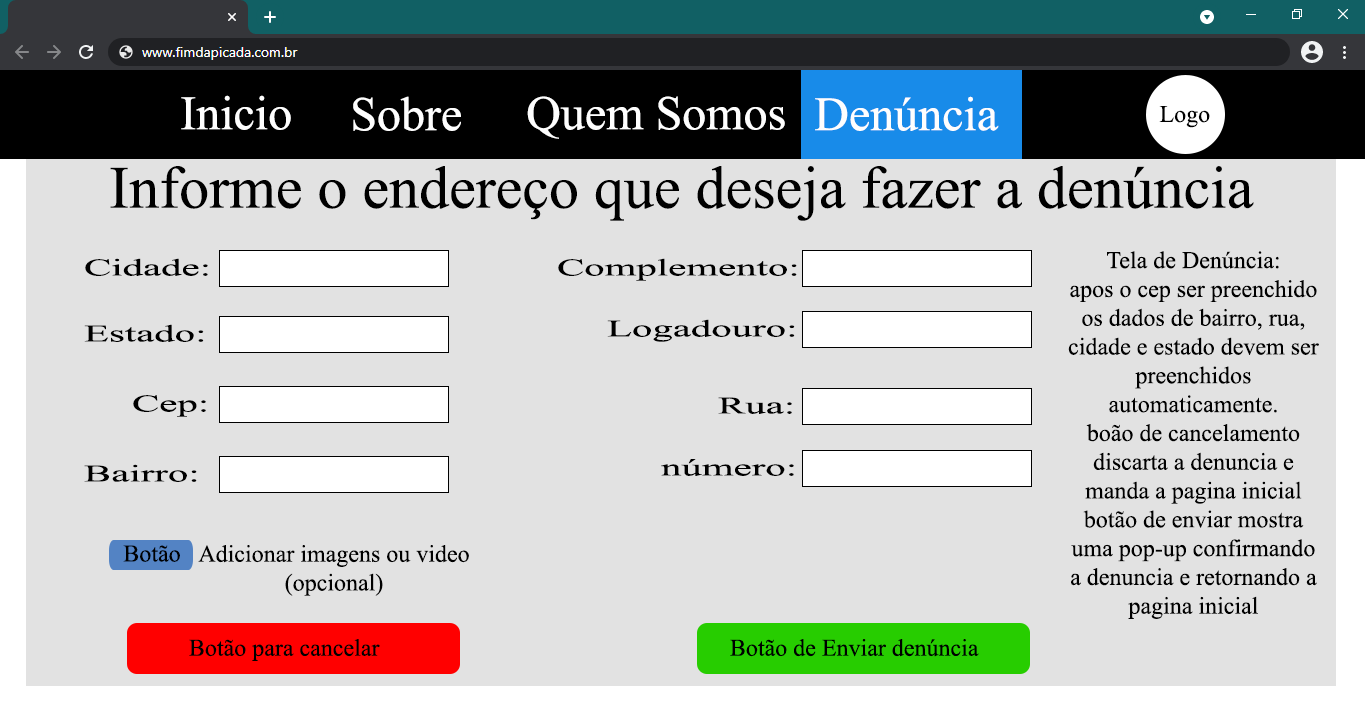 www.fimdapicada.com.br
Inicio Sobre Quem Somos Denúncia Logo
Informe o endereço que deseja fazer a denúncia
Cidade:
Estado:
Cep:
Bairro:
Complemento:
Logadouro:
Rua:
número:
Botão Adicionar imagens ou video
(opcional)
Botão para cancelar
Botão de Enviar denúncia
Tela de Denúncia:
apos o cep ser preenchido
os dados de bairro, rua,
cidade e estado devem ser
preenchidos
automaticamente.
boão de cancelamento
discarta a denuncia e
manda a pagina inicial
botão de enviar mostra
uma pop-up confirmando
a denuncia e retornando a
pagina inicial